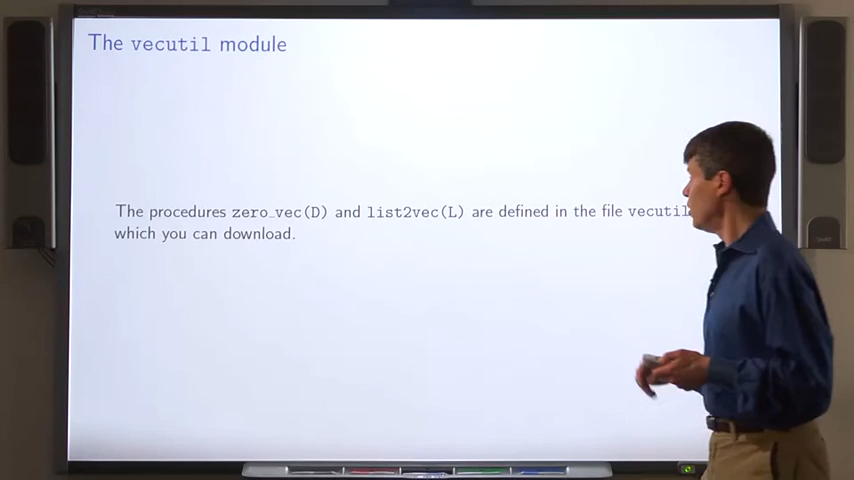 The vecutil module
The procedures zero_vec(D) and list2vec(L) are defined in the file vecutil
which you can download.